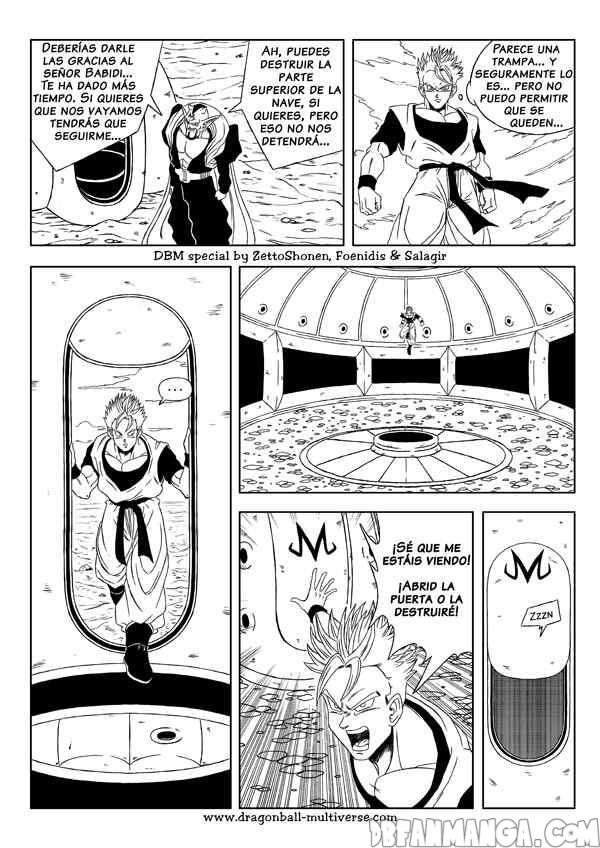 DEBERÍAS DARLE
LAS GRACIAS AL
SEÑOR BABIDI...
TE HA DADO MÁS
TIEMPO. SI QUIERES
QUE NOS VAYAMOS
TENDRÁS QUE
SEGUIRME...
AH, PUEDES
DESTRUIR LA
PARTE
SUPERIOR DE
LA NAVE, SI
QUIERES, PERO
ESO NO NOS
DETENDRÁ...
PARECE UNA
TRAMPA... Y
SEGURAMENTE LO
ES... PERO NO
PUEDO PERMITIR
QUE SE
QUEDEN...
DBM special by ZettoShonen, Foenidis & Salagir
...
¡SÉ QUE ME
ESTÁIS VIENDO!
¡ABRID LA
PUERTA O LA
DESTRUIRÉ!
M
M
ZZZN
www.dragonball-multiverse.com
DBFANMANGA.COM